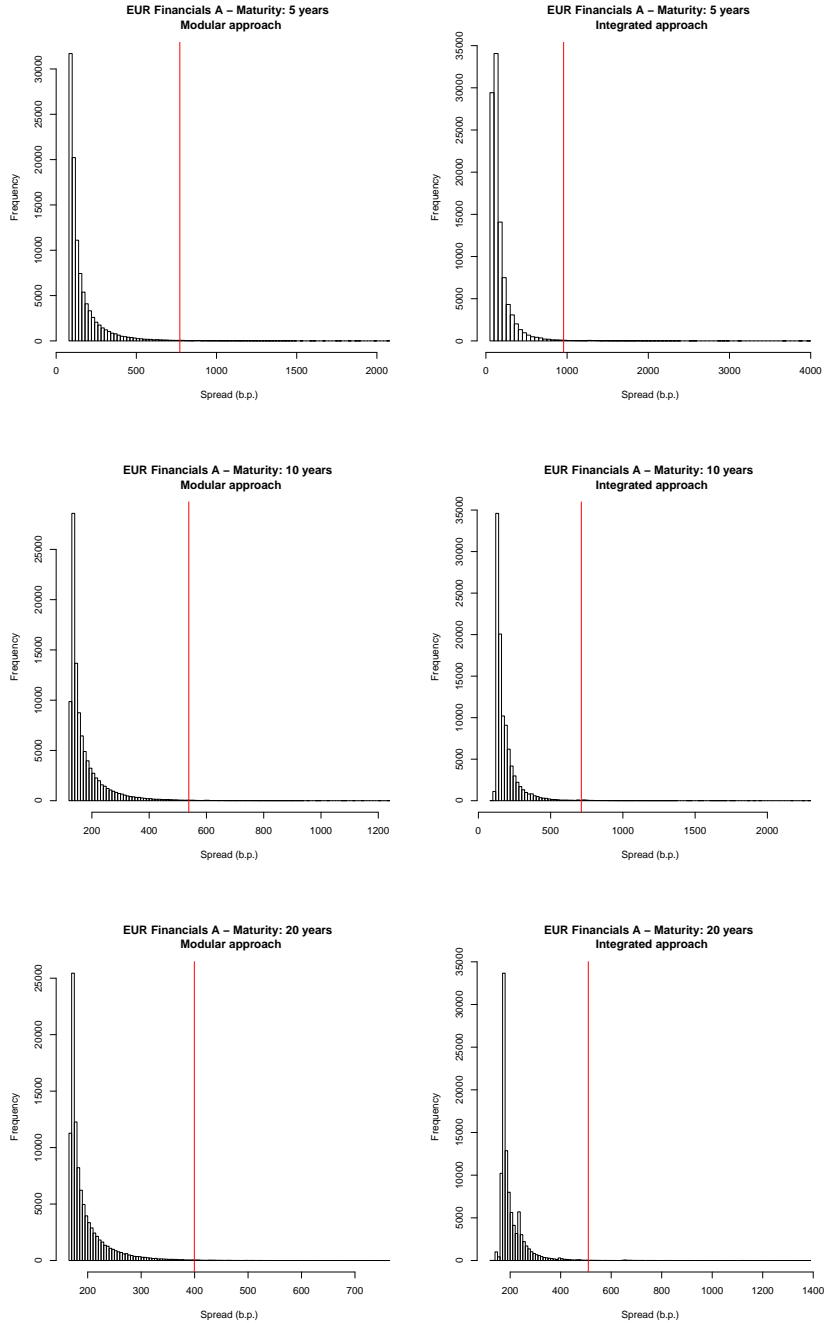 EUR Financials A – Maturity: 5 years
Modular approach
Frequency
0 5000 10000 15000 20000 25000 30000
0 500 1000 1500 2000
Spread (b.p.)
EUR Financials A – Maturity: 5 years
Integrated approach
Frequency
0 5000 10000 15000 20000 25000 30000 35000
0 1000 2000 3000 4000
Spread (b.p.)
EUR Financials A – Maturity: 10 years
Modular approach
Frequency
0 5000 10000 15000 20000 25000
200 400 600 800 1000 1200
Spread (b.p.)
EUR Financials A – Maturity: 10 years
Integrated approach
Frequency
0 5000 10000 15000 20000 25000 30000 35000
0 500 1000 1500 2000
Spread (b.p.)
EUR Financials A – Maturity: 20 years
Modular approach
Frequency
0 5000 10000 15000 20000 25000
200 300 400 500 600 700
Spread (b.p.)
EUR Financials A – Maturity: 20 years
Integrated approach
Frequency
0 5000 10000 15000 20000 25000 30000 35000
200 400 600 800 1000 1200 1400
Spread (b.p.)